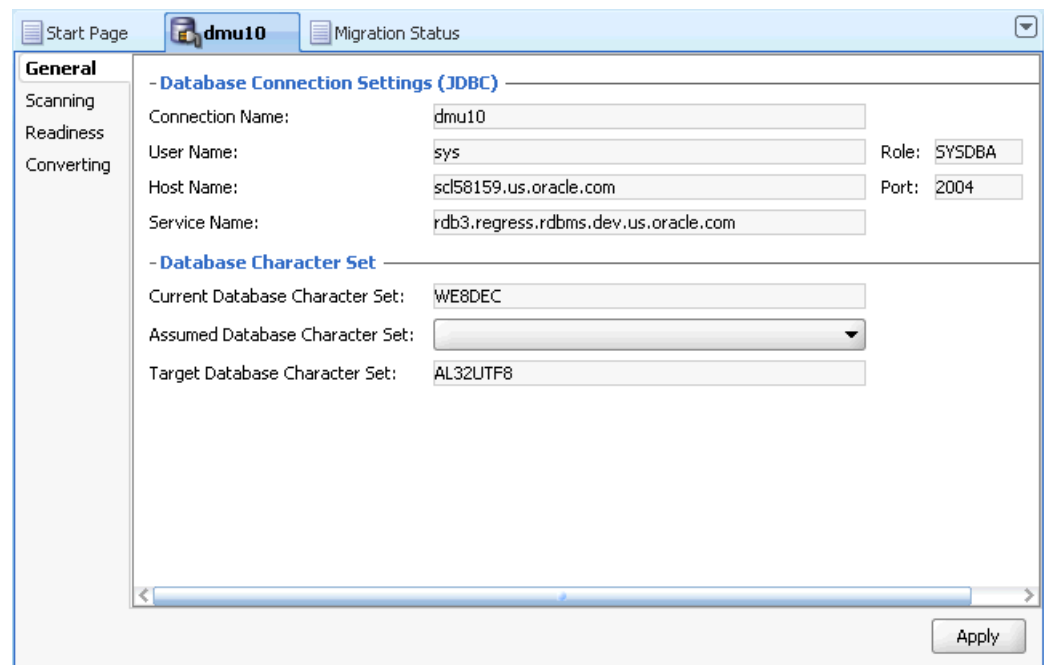 Start Page
dmu10
Migration Status
General
Scanning
Readiness
Converting
Database Connection Settings (JDBC)
Connection Name: dmu10
User Name: sys Role: SYSDBA
Host Name: scl58159.us.oracle.com Port: 2004
Service Name: rdb3.regress.rdbms.dev.us.oracle.com
Database Character Set
Current Database Character Set: WE8DEC
Assumed Database Character Set:
Target Database Character Set: AL32UTF8
Apply